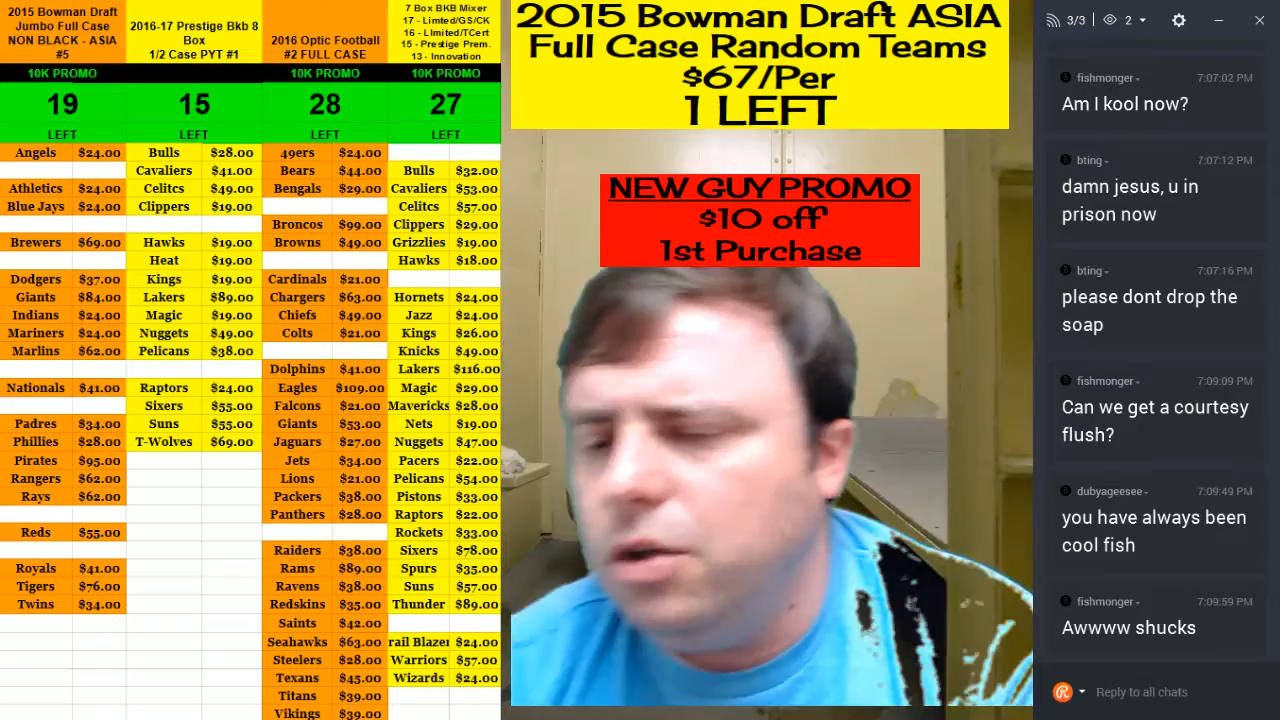 2015 Bowman Draft
Jumbo Full Case
NON BLACK - ASIA
#5
10K PROMO
19
LEFT
Angels $24.00
Athletics $24.00
Blue Jays $24.00
Brewers $69.00
Dodgers $37.00
Giants $84.00
Indians $24.00
Mariners $24.00
Marlins $62.00
Nationals $41.00
Padres $34.00
Phillies $28.00
Pirates $95.00
Rangers $62.00
Rays $62.00
Reds $55.00
Royals $41.00
Tigers $76.00
Twins $34.00
2016-17 Prestige Bkb 8
Box
1/2 Case PYT #1
15
LEFT
Bulls $28.00
Cavaliers $41.00
Celitcs $49.00
Clippers $19.00
Hawks $19.00
Heat $19.00
Kings $19.00
Lakers $89.00
Magic $19.00
Nuggets $49.00
Pelicans $38.00
Raptors $24.00
Sixers $55.00
Suns $55.00
T-Wolves $69.00
2016 Optic Football
#2 FULL CASE
10K PROMO
28
LEFT
49ers $24.00
Bears $44.00
Bengals $29.00
Broncos $99.00
Browns $49.00
Cardinals $21.00
Chargers $63.00
Chiefs $49.00
Colts $21.00
Dolphins $41.00
Eagles $109.00
Falcons $21.00
Giants $53.00
Jaguars $27.00
Jets $34.00
Lions $21.00
Packers $38.00
Panthers $28.00
Raiders $38.00
Rams $89.00
Ravens $38.00
Redskins $35.00
Saints $42.00
Seahawks $63.00
Steelers $28.00
Texans $45.00
Titans $39.00
Vikings $39.00
7 Box BKB Mixer
17 - Limted/GS/CK
16 - LImited/TCert
15 - Prestige Prem.
13 - Innovation
10K PROMO
27
LEFT
Bulls $32.00
Cavaliers $53.00
Celitcs $57.00
Clippers $29.00
Grizzlies $19.00
Hawks $18.00
Hornets $24.00
Jazz $24.00
Kings $26.00
Knicks $49.00
Lakers $116.00
Magic $29.00
Mavericks $28.00
Nets $19.00
Nuggets $47.00
Pacers $22.00
Pelicans $54.00
Pistons $33.00
Raptors $22.00
Rockets $33.00
Sixers $78.00
Spurs $35.00
Suns $57.00
Thunder $89.00
rail Blazer $24.00
Warriors $57.00
Wizards $24.00
2015 Bowman Draft ASIA
Full Case Random Teams
$67/Per
1 LEFT
NEW GUY PROMO
$10 off
1st Purchase
3/3 2
fishmonger 7:07:02 PM
Am I kool now?
bting 7:07:12 PM
damn jesus, u in
prison now
bting 7:07:16 PM
please dont drop the
soap
fishmonger 7:09:09 PM
Can we get a courtesy
flush?
dubyageesee 7:09:49 PM
you have always been
cool fish
fishmonger 7:09:59 PM
Awwww shucks
Reply to all chats